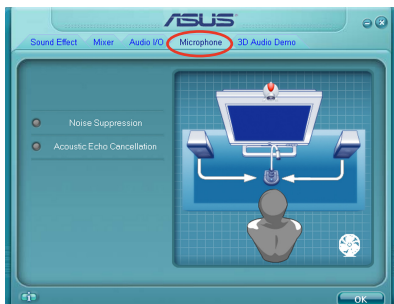 ASUS
Sound Effect Mixer Audio I/O Microphone 3D Audio Demo
Noise Suppression
Acoustic Echo Cancellation
OK